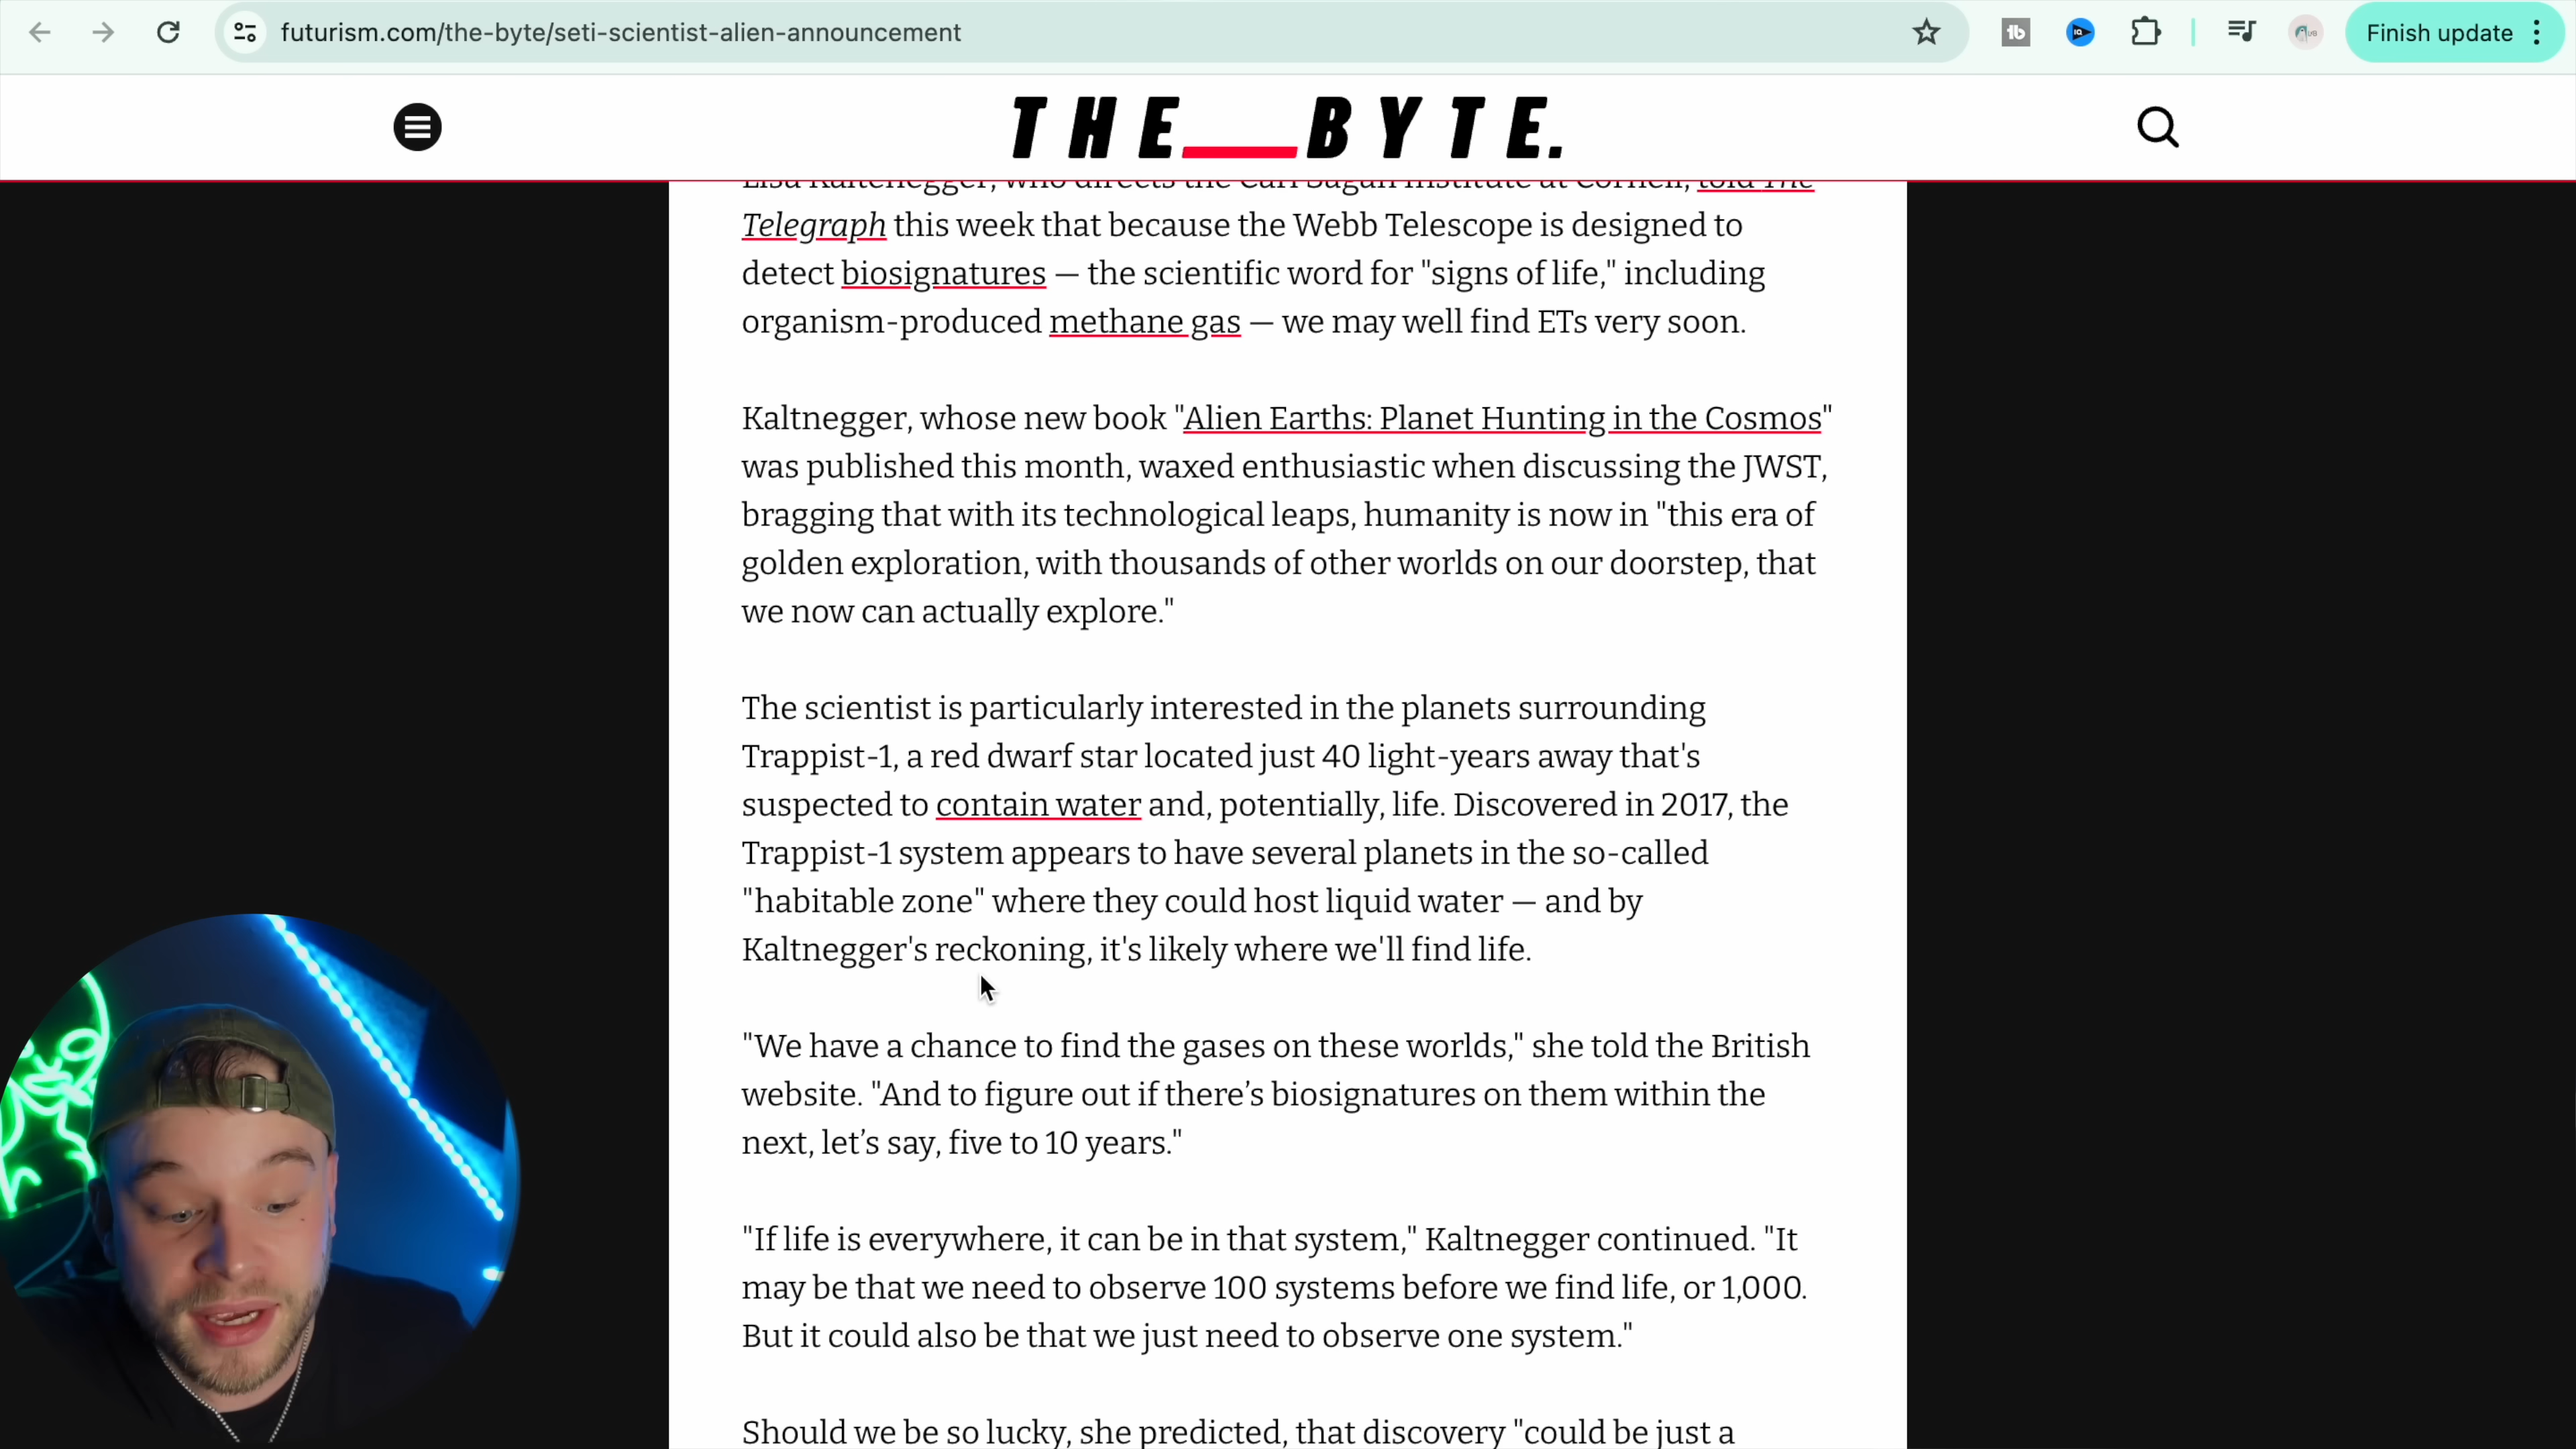 futurism.com/the-byte/seti-scientist-alien-announcement
Finish update
THE__BYTE.
Lisa Kaltenegger, who directs the Carl Sagan Institute at Cornell, told The
Telegraph this week that because the Webb Telescope is designed to
detect biosignatures — the scientific word for "signs of life," including
organism-produced methane gas — we may well find ETs very soon.
Kaltnegger, whose new book "Alien Earths: Planet Hunting in the Cosmos"
was published this month, waxed enthusiastic when discussing the JWST,
bragging that with its technological leaps, humanity is now in "this era of
golden exploration, with thousands of other worlds on our doorstep, that
we now can actually explore."
The scientist is particularly interested in the planets surrounding
Trappist-1, a red dwarf star located just 40 light-years away that's
suspected to contain water and, potentially, life. Discovered in 2017, the
Trappist-1 system appears to have several planets in the so-called
"habitable zone" where they could host liquid water — and by
Kaltnegger's reckoning, it's likely where we'll find life.
"We have a chance to find the gases on these worlds," she told the British
website. "And to figure out if there’s biosignatures on them within the
next, let’s say, five to 10 years."
"If life is everywhere, it can be in that system," Kaltnegger continued. "It
may be that we need to observe 100 systems before we find life, or 1,000.
But it could also be that we just need to observe one system."
Should we be so lucky, she predicted, that discovery "could be just a